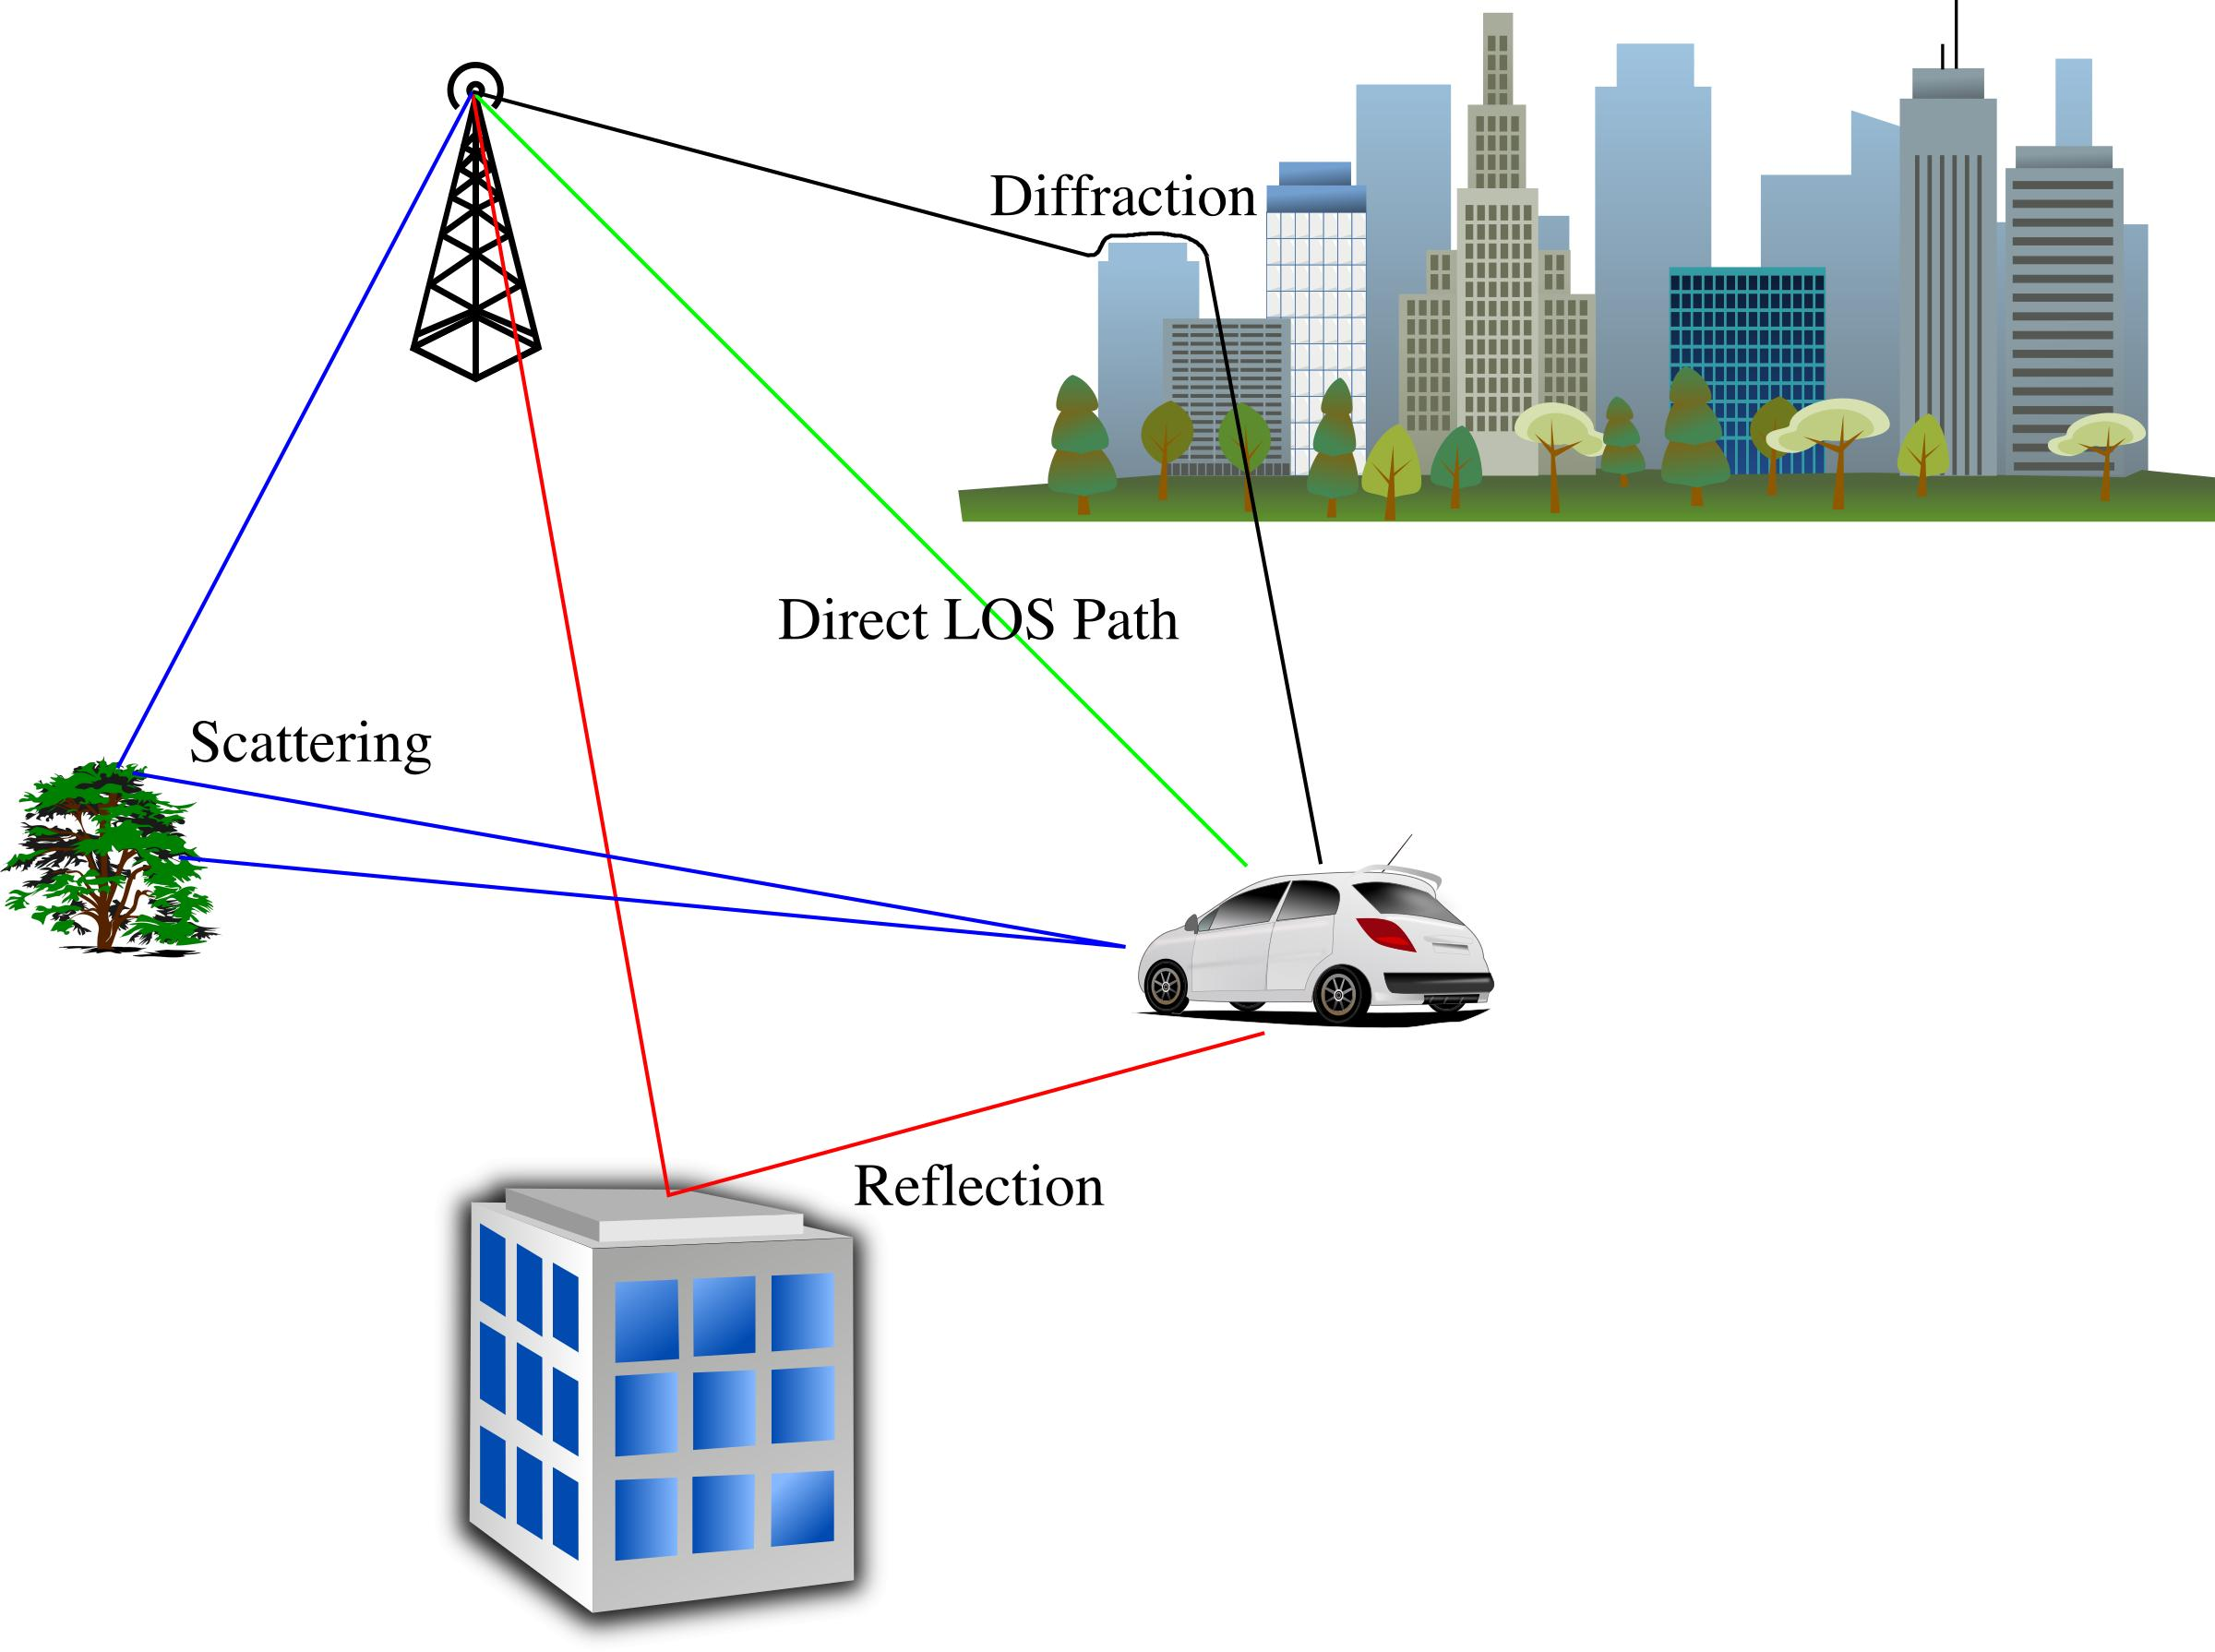 Diffraction
Direct LOS Path
Scattering
Reflection